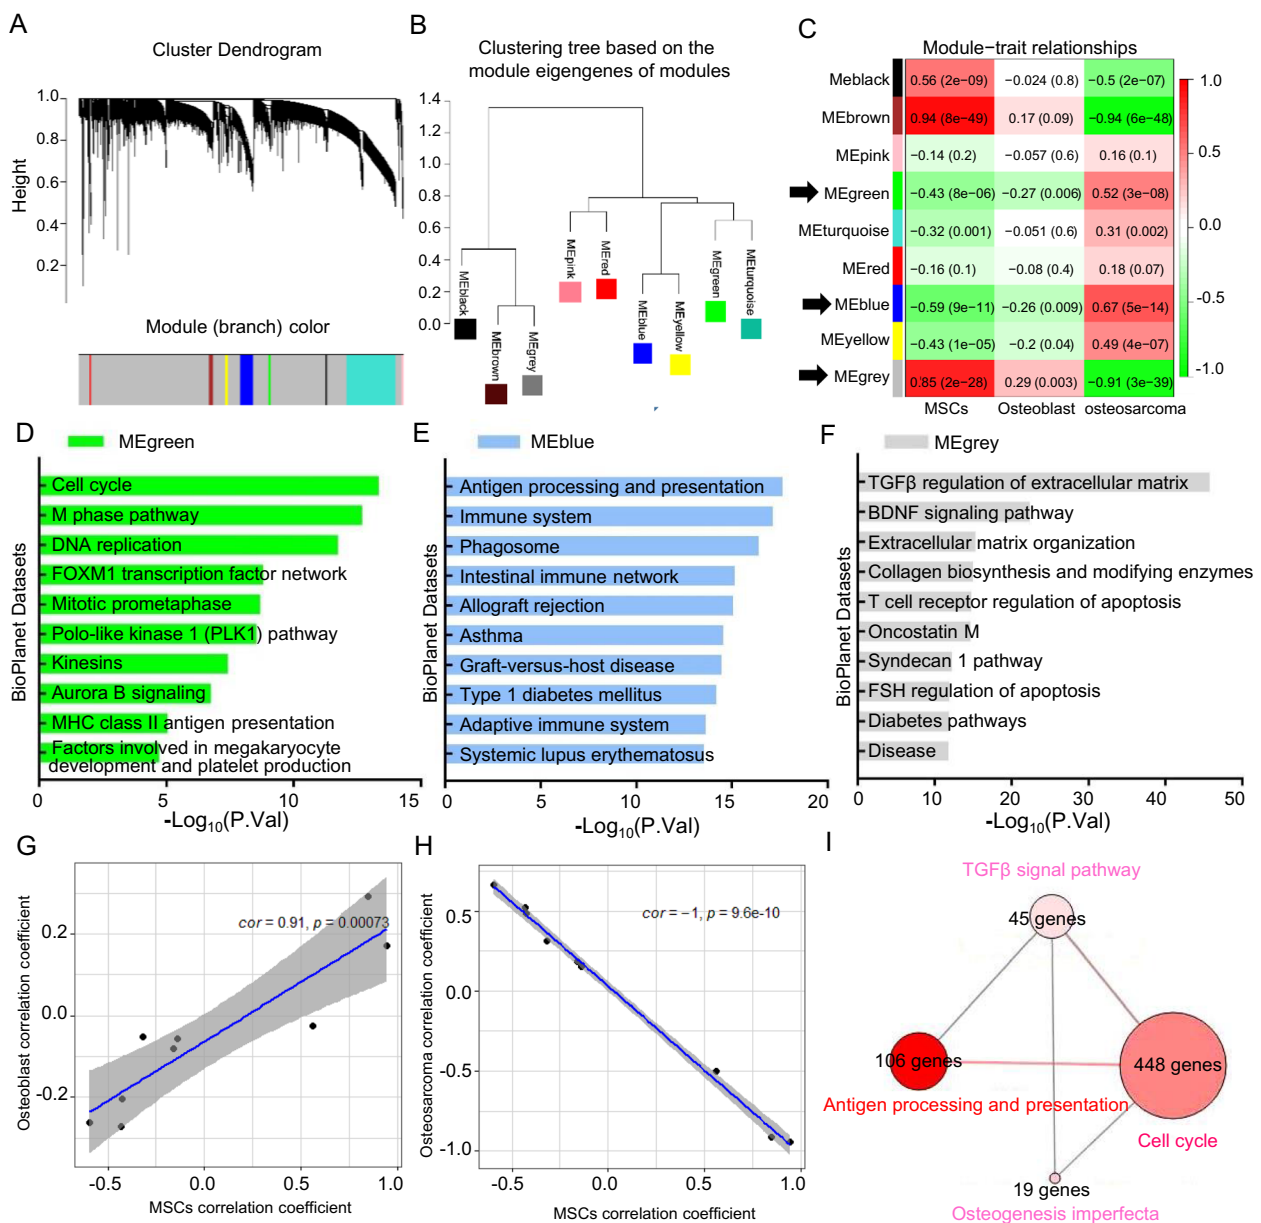 A
Cluster Dendrogram
Height
1.0
0.8
0.6
0.4
0.2
Module (branch) color
B
Clustering tree based on the
module eigengenes of modules
1.4
1.2
1.0
0.8
0.6
0.4
0.2
0.0
MEblack
MEbrown
MEgrey
MEpink
MEred
MEblue
MEyellow
MEgreen
MEturquoise
C
Module−trait relationships
Meblack 0.56 (2e−09) −0.024 (0.8) −0.5 (2e−07)
MEbrown 0.94 (8e−49) 0.17 (0.09) −0.94 (6e−48)
MEpink −0.14 (0.2) −0.057 (0.6) 0.16 (0.1)
MEgreen −0.43 (8e−06) −0.27 (0.006) 0.52 (3e−08)
MEturquoise −0.32 (0.001) −0.051 (0.6) 0.31 (0.002)
MEred −0.16 (0.1) −0.08 (0.4) 0.18 (0.07)
MEblue −0.59 (9e−11) −0.26 (0.009) 0.67 (5e−14)
MEyellow −0.43 (1e−05) −0.2 (0.04) 0.49 (4e−07)
MEgrey 0.85 (2e−28) 0.29 (003) −0.91 (3e−39)
MSCs Osteoblast osteosarcoma
1.0
0.5
0.0
-0.5
-1.0
D
MEgreen
BioPlanet Datasets
Cell cycle
M phase pathway
DNA replication
FOXM1 transcription factor network
Mitotic prometaphase
Polo-like kinase 1 (PLK1) pathway
Kinesins
Aurora B signaling
MHC class II antigen presentation
Factors involved in megakaryocyte
development and platelet production
0 5 10 15
-Log10(P.Val)
E
MEblue
BioPlanet Datasets
Antigen processing and presentation
Immune system
Phagosome
Intestinal immune network
Allograft rejection
Asthma
Graft-versus-host disease
Type 1 diabetes mellitus
Adaptive immune system
Systemic lupus erythematosus
0 5 10 15 20
-Log10(P.Val)
F
MEgrey
BioPlanet Datasets
TGFβ regulation of extracellular matrix
BDNF signaling pathway
Extracellular matrix organization
Collagen biosynthesis and modifying enzymes
T cell receptor regulation of apoptosis
Oncostatin M
Syndecan 1 pathway
FSH regulation of apoptosis
Diabetes pathways
Disease
0 10 20 30 40 50
-Log10(P.Val)
G
Osteoblast correlation coefficient
cor = 0.91, p = 0.00073
0.2
0.0
-0.2
-0.5 0.0 0.5 1.0
MSCs correlation coefficient
H
Osteosarcoma correlation coefficient
cor = −1, p = 9.6e-10
0.5
0.0
-0.5
-1.0
-0.5 0.0 0.5 1.0
MSCs correlation coefficient
I
TGFβ signal pathway
45 genes
106 genes
448 genes
Antigen processing and presentation
Cell cycle
19 genes
Osteogenesis imperfecta